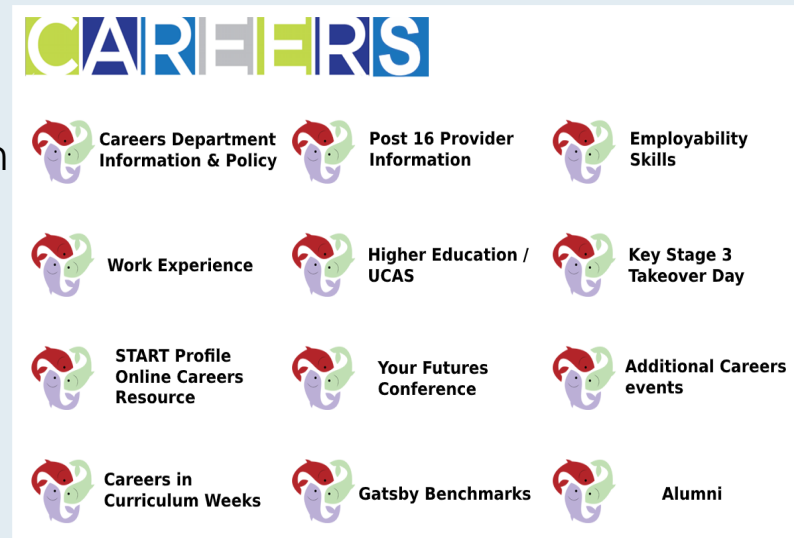 CAREERS
Careers Department
Information & Policy
Post 16 Provider
Information
Employability
Skills
Work Experience
Higher Education /
UCAS
Key Stage 3
Takeover Day
START Profile
Online Careers
Resource
Your Futures
Conference
Additional Careers
events
Careers in
Curriculum Weeks
Gatsby Benchmarks
Alumni